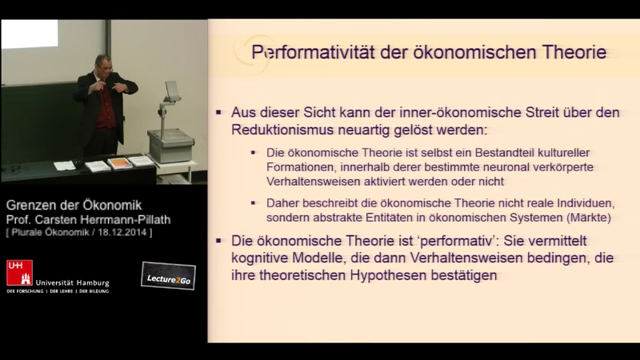 Performativität der ökonomischen Theorie
Aus dieser Sicht kann der inner-ökonomische Streit über den
Reduktionismus neuartig gelöst werden:
Die ökonomische Theorie ist selbst ein Bestandteil kultureller
Formationen, innerhalb derer bestimmte neuronal verkörperte
Verhaltensweisen aktiviert werden oder nicht
Daher beschreibt die ökonomische Theorie nicht reale Individuen,
sondern abstrakte Entitäten in ökonomischen Systemen (Märkte)
Die ökonomische Theorie ist 'performativ': Sie vermittelt
kognitive Modelle, die dann Verhaltensweisen bedingen, die
ihre theoretischen Hypothesen bestätigen
Grenzen der Ökonomik
Prof. Carsten Herrmann-Pillath
[ Plurale Ökonomik / 18.12.2014 ]
UH
Universität Hamburg
DER FORSCHUNG | DER LEHRE | DER BILDUNG
Lecture2Go